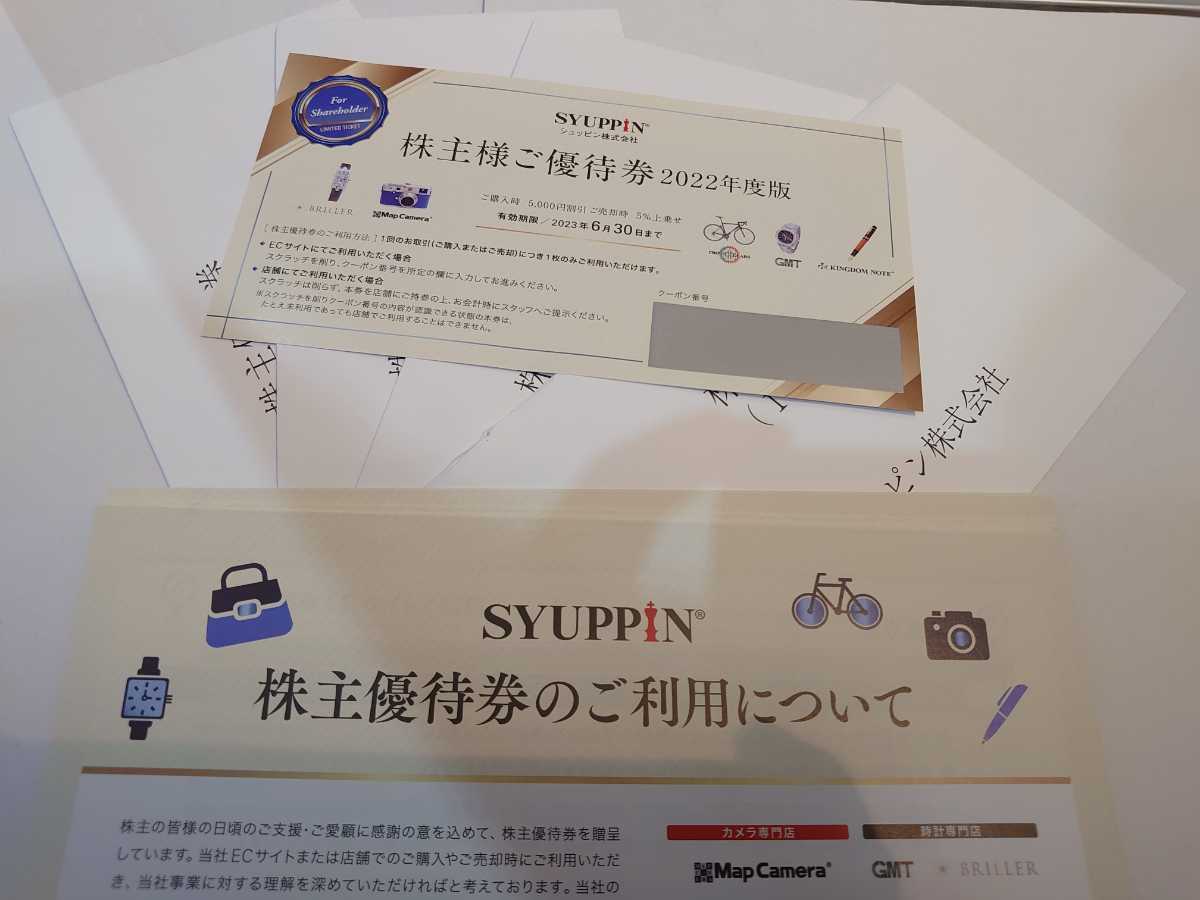 For
Shareholder
LIMITED TICKET
SYUPPIN®
シュッピン株式会社
株主様ご優待券 2022年度版
ご購入時 5,000円割引 ご売却時 5%上乗せ
有効期限/2023年6月30日まで
BRILLER
Map Camera®
GMT
KINGDOM NOTE®
[ 株主優待券のご利用方法 ] 1回のお取引(ご購入またはご売却)につき1枚のみご利用いただけます。
◆ ECサイトにてご利用いただく場合
スクラッチを削り、クーポン番号を所定の欄に入力してお進みください。
◆ 店舗にてご利用いただく場合
スクラッチは削らず、本券を店舗にご持参の上、お会計時にスタッフへご提示ください。
※スクラッチを削りクーポン番号の内容が認識できる状態の本券は、
たとえ未利用であっても店舗でご利用することはできません。
クーポン番号
ピン株式会社
SYUPPIN®
株主優待券のご利用について
株主の皆様の日頃のご支援・ご愛顧に感謝の意を込めて、株主優待券を贈呈
しています。当社ECサイトまたは店舗でのご購入やご売却時にご利用いただ
き、当社事業に対する理解を深めていただければと考えております。当社の
カメラ専門店
時計専門店
Map Camera®
GMT
BRILLER